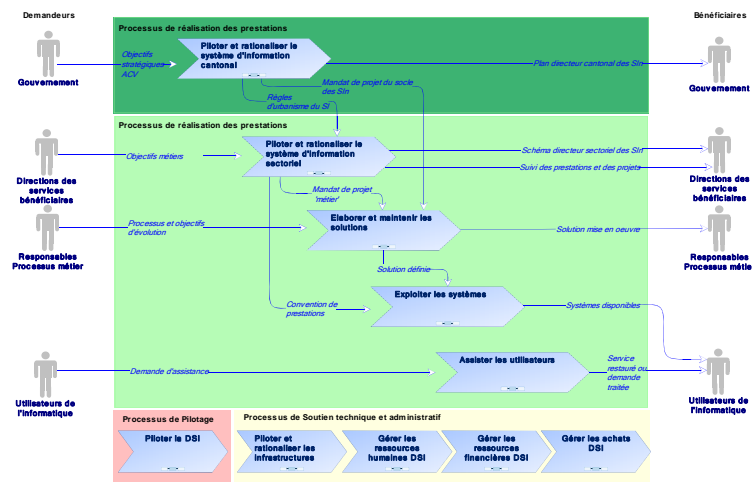 Demandeurs
Bénéficiaires
Processus de réalisation des prestations
Piloter et rationaliser le
système d'information
cantonal
Objectifs
stratégiques
ACV
Plan directeur cantonal des SIn
Gouvernement
Gouvernement
Mandat de projet du socle
des SIn
Règles
d'urbanisme du SI
Processus de réalisation des prestations
Piloter et rationaliser le
système d'information
sectoriel
Objectifs métiers
Schéma directeur sectoriel des SIn
Suivi des prestations et des projets
Directions des
services
bénéficiaires
Directions des
services
bénéficiaires
Mandat de projet
'métier'
Elaborer et maintenir les
solutions
Processus et objectifs
d'évolution
Solution mise en oeuvre
Responsables
Processus métier
Responsables
Processus métie
Solution définie
Exploiter les systèmes
Convention de
prestations
Systèmes disponibles
Assister les utilisateurs
Demande d'assistance
Service
restauré ou
demande
traitée
Utilisateurs de
l'informatique
Utilisateurs de
l'informatique
Processus de Pilotage
Processus de Soutien technique et administratif
Piloter la DSI
Piloter et
rationaliser les
infrastructures
Gérer les
ressources
humaines DSI
Gérer les
ressources
financières DSI
Gérer les achats
DSI